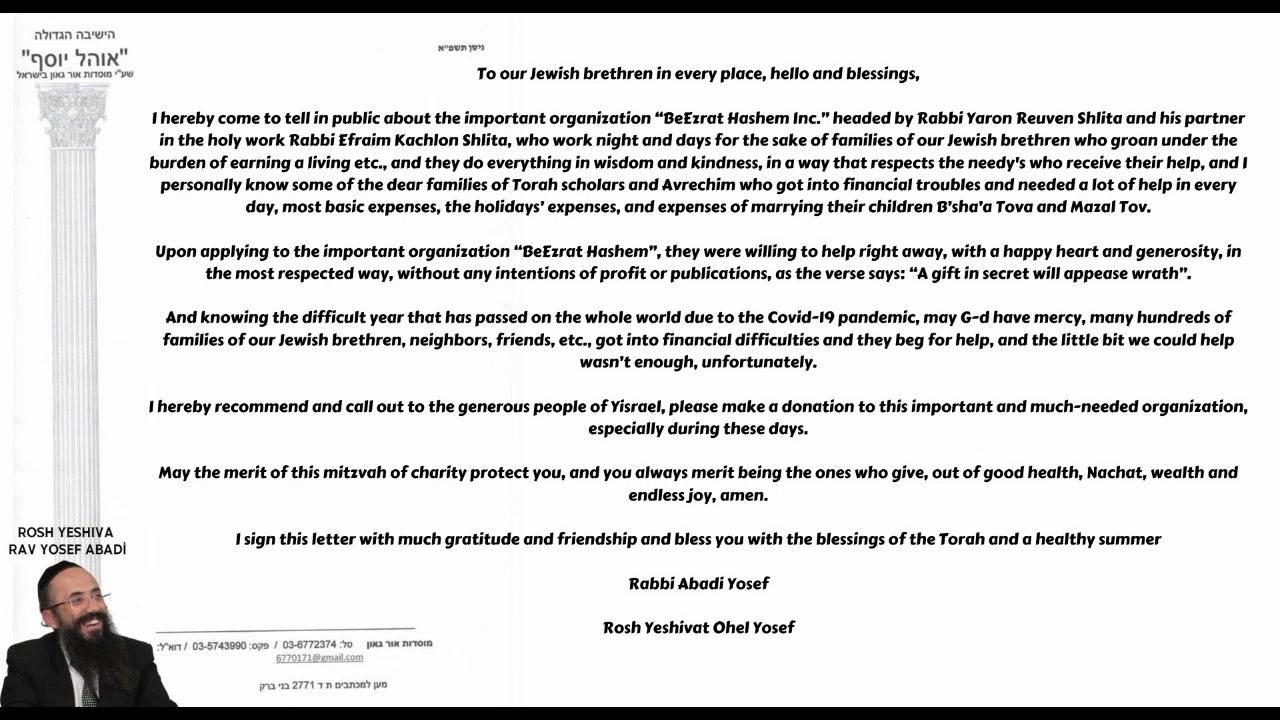 הישיבה הגדולה
"אוהל יוסף"
שע"י מוסדות אור גאון בישראל
ניסן תשפ״א
To our Jewish brethren in every place, hello and blessings,
I hereby come to tell in public about the important organization “BeEzrat Hashem Inc.” headed by Rabbi Yaron Reuven Shlita and his partner
in the holy work Rabbi Efraim Kachlon Shlita, who work night and days for the sake of families of our Jewish brethren who groan under the
burden of earning a living etc., and they do everything in wisdom and kindness, in a way that respects the needy's who receive their help, and I
personally know some of the dear families of Torah scholars and Avrechim who got into financial troubles and needed a lot of help in every
day, most basic expenses, the holidays’ expenses, and expenses of marrying their children B’sha’a Tova and Mazal Tov.
Upon applying to the important organization “BeEzrat Hashem”, they were willing to help right away, with a happy heart and generosity, in
the most respected way, without any intentions of profit or publications, as the verse says: “A gift in secret will appease wrath”.
And knowing the difficult year that has passed on the whole world due to the Covid-19 pandemic, may G-d have mercy, many hundreds of
families of our Jewish brethren, neighbors, friends, etc., got into financial difficulties and they beg for help, and the little bit we could help
wasn’t enough, unfortunately.
I hereby recommend and call out to the generous people of Yisrael, please make a donation to this important and much-needed organization,
especially during these days.
May the merit of this mitzvah of charity protect you, and you always merit being the ones who give, out of good health, Nachat, wealth and
endless joy, amen.
I sign this letter with much gratitude and friendship and bless you with the blessings of the Torah and a healthy summer
Rabbi Abadi Yosef
Rosh Yeshivat Ohel Yosef
ROSH YESHIVA
RAV YOSEF ABADİ
מוסדות אור גאון טל: 03-6772374 / פקס: 03-5743990 / דוא"ל:
6770171@gmail.com
מען למכתבים ת ד 2771 בני ברק